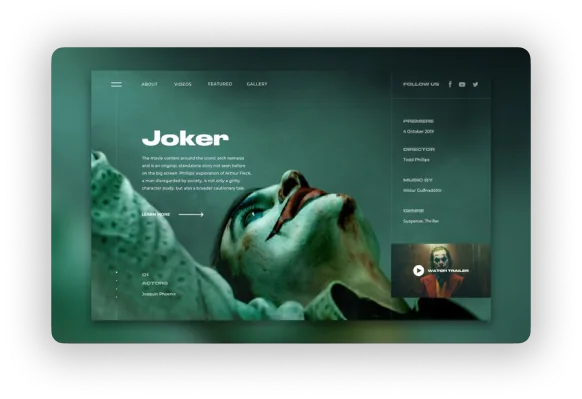 ABOUT
VIDEOS
FEATURED
GALLERY
FOLLOW US
Joker
The movie centers around the iconic arch nemesis
and is an original, standalone story not seen before
on the big screen. Phillips' exploration of Arthur Fleck,
a man disregarded by society, is not only a gritty
character study, but also a broader cautionary tale.
LEARN MORE
01.
ACTORS
Joaquin Phoenix
PREMIERE
4 October 2019
DIRECTOR
Todd Phillips
MUSIC BY
Hildur Guðnadóttir
GENRE
Suspense, Thriller
WATCH TRAILER